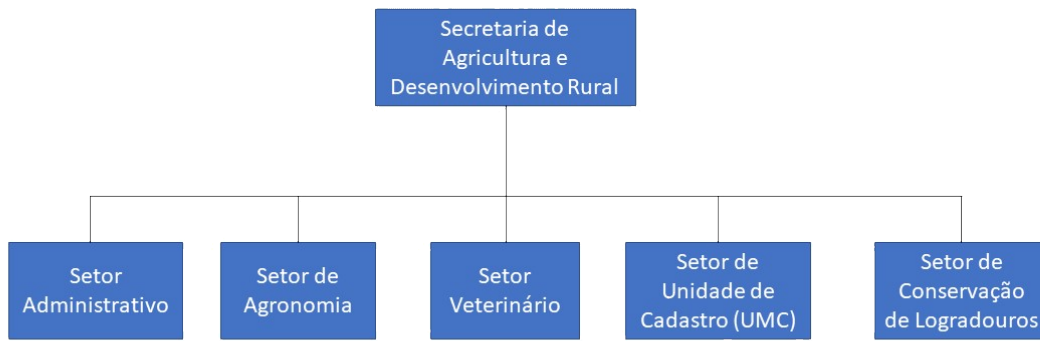 Secretaria de
Agricultura e
Desenvolvimento Rural
Setor
Administrativo
Setor de
Agronomia
Setor
Veterinário
Setor de
Unidade de
Cadastro (UMC)
Setor de
Conservação
de Logradouros